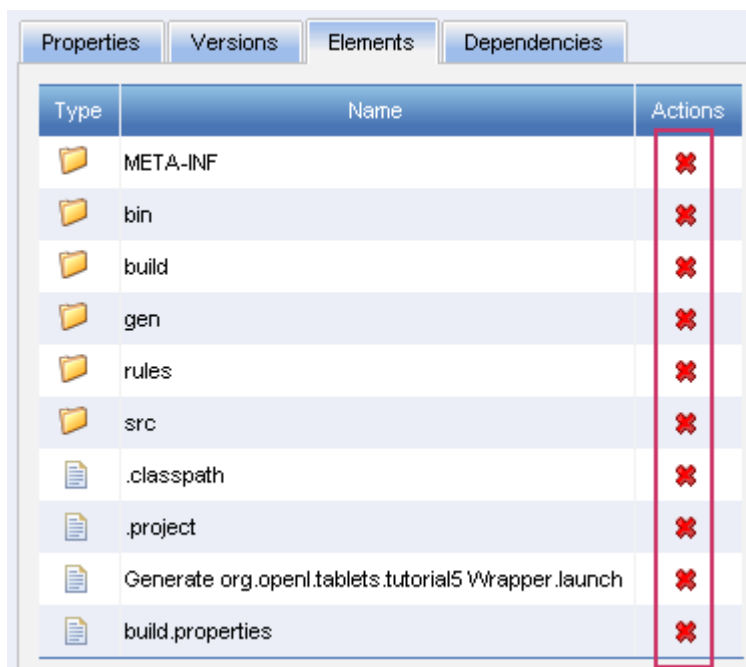 Properties Versions Elements Dependencies
Type Name Actions
META-INF
bin
build
gen
rules
src
.classpath
.project
Generate org.openl.tablets.tutorial5 Wrapper.launch
build.properties